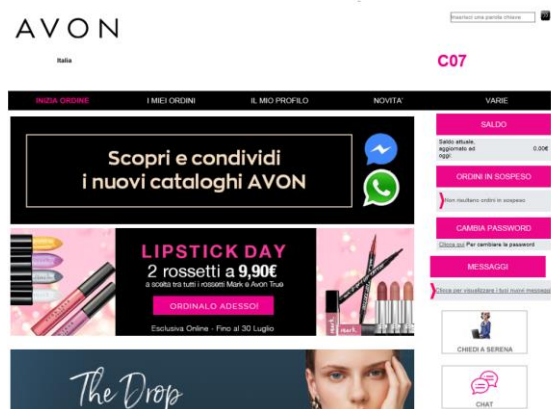 AVON
Italia
Inserisci una parola chiave
C07
INIZIA ORDINE
I MIEI ORDINI
IL MIO PROFILO
NOVITA'
VARIE
Scopri e condividi
i nuovi cataloghi AVON
LIPSTICK DAY
2 rossetti a 9,90€
a scelta tra tutti i rossetti Mark e Avon True
ORDINALO ADESSO!
Esclusiva Online - Fino al 30 Luglio
mark.
The Drop
SALDO
Saldo attuale,
aggiornato ad
oggi:
0.00€
ORDINI IN SOSPESO
Non risultano ordini in sospeso
CAMBIA PASSWORD
Clicca qui Per cambiare la password
MESSAGGI
Clicca per visualizzare i tuoi nuovi messaggi
CHIEDI A SERENA
CHAT